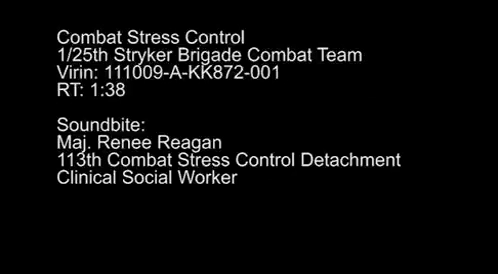 Combat Stress Control
1/25th Stryker Brigade Combat Team
Virin: 111009-A-KK872-001
RT: 1:38
Soundbite:
Maj. Renee Reagan
113th Combat Stress Control Detachment
Clinical Social Worker